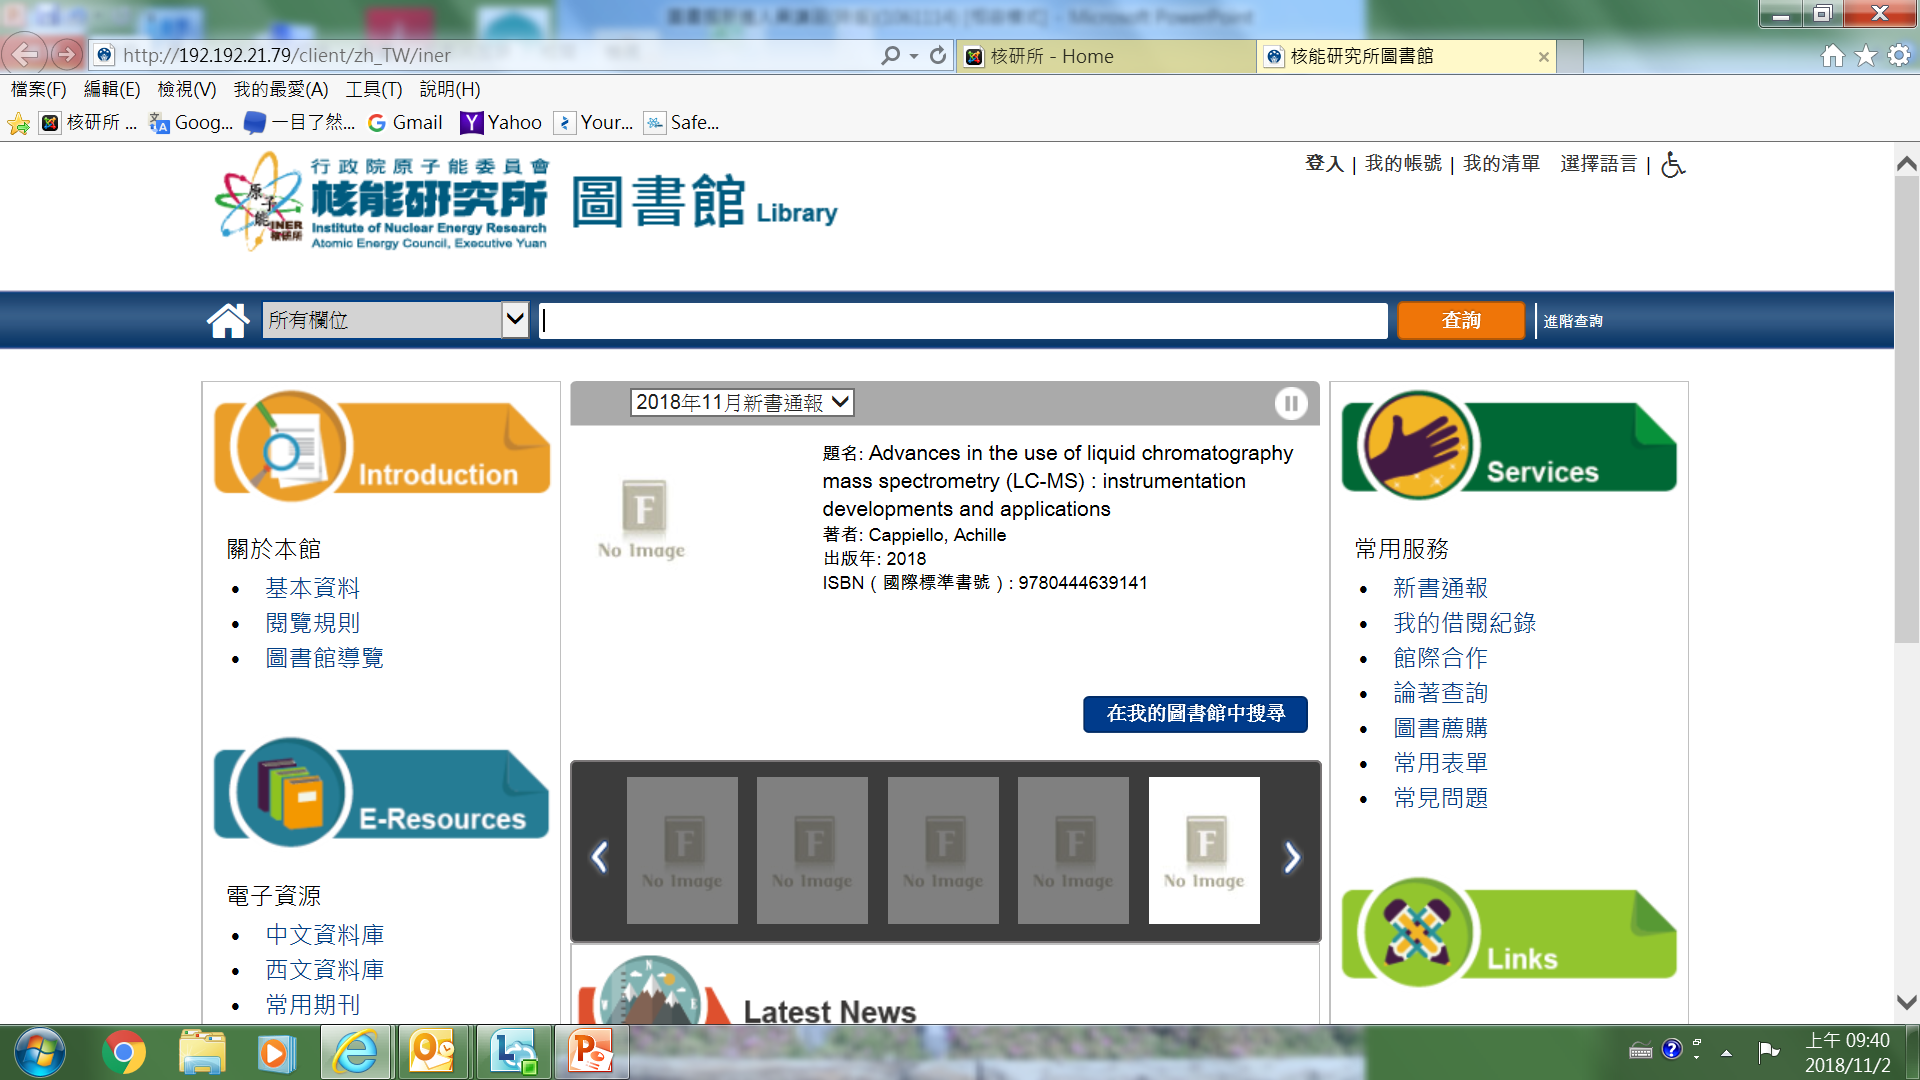 http://192.192.21.79/client/zh_TW/iner
核研所 - Home
核能研究所圖書館
檔案(F) 編輯(E) 檢視(V) 我的最愛(A) 工具(T) 說明(H)
核研所 ... Goog... 一目了然... Gmail Yahoo Your... Safe...
登入 | 我的帳號 | 我的清單 選擇語言 |
行政院原子能委員會
核能研究所
Institute of Nuclear Energy Research
Atomic Energy Council, Executive Yuan
原子能
INER
核研所
圖書館 Library
所有欄位
查詢
進階查詢
Introduction
關於本館
• 基本資料
• 閱覽規則
• 圖書館導覽
E-Resources
電子資源
• 中文資料庫
• 西文資料庫
• 常用期刊
2018年11月新書通報
F
No Image
題名: Advances in the use of liquid chromatography
mass spectrometry (LC-MS) : instrumentation
developments and applications
著者: Cappiello, Achille
出版年: 2018
ISBN ( 國際標準書號 ) : 9780444639141
在我的圖書館中搜尋
F F F F F
No Image No Image No Image No Image No Image
N
W E
Latest News
Services
常用服務
• 新書通報
• 我的借閱紀錄
• 館際合作
• 論著查詢
• 圖書薦購
• 常用表單
• 常見問題
Links
上午 09:40
2018/11/2